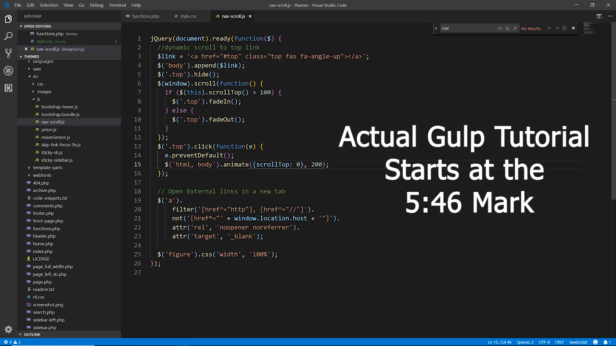 File Edit Selection View Go Debug Terminal Help
nav-scroll.js - themes - Visual Studio Code
EXPLORER
functions.php
style.css
nav-scroll.js
OPEN EDITORS
functions.php
style.css
nav-scroll.js
THEMES
languages
sass
src
css
images
js
bootstrap-hover.js
bootstrap.bundle.js
nav-scroll.js
prism.js
skip-link-focus-fix.js
sticky-sb.js
sticky-sidebar.js
template-parts
webfonts
404.php
archive.php
code-snippets.txt
comments.php
footer.php
front-page.php
functions.php
header.php
home.php
index.php
LICENSE
page_full_width.php
page_left_sb.php
page.php
readme.txt
rtl.css
screenshot.png
search.php
sidebar-left.php
sidebar.php
OUTLINE
No Results
1 jQuery(document).ready(function($) {
2 //dynamic scroll to top link
3 $link = '<a href="#top" class="top fas fa-angle-up"></a>';
4 $('body').append($link);
5 $('.top').hide();
6 $(window).scroll(function() {
7 if ($(this).scrollTop() > 100) {
8 $('.top').fadeIn();
9 } else {
10 $('.top').fadeOut();
11 }
12 });
13 $('.top').click(function(e) {
14 e.preventDefault();
15 $('html, body').animate({scrollTop: 0}, 200);
16 });
17
18 // Open External links in a new tab
19 $('a').
20 filter('[href^="http"], [href^="//"]').
21 not('[href*="' + window.location.host + '"]').
22 attr('rel', 'noopener noreferrer').
23 attr('target', '_blank');
24
25 $('figure').css('width', '100%');
26 });
27
Actual Gulp Tutorial
Starts at the
5:46 Mark
0 2
Ln 15, Col 46 Spaces: 2 UTF-8 CRLF JavaScript